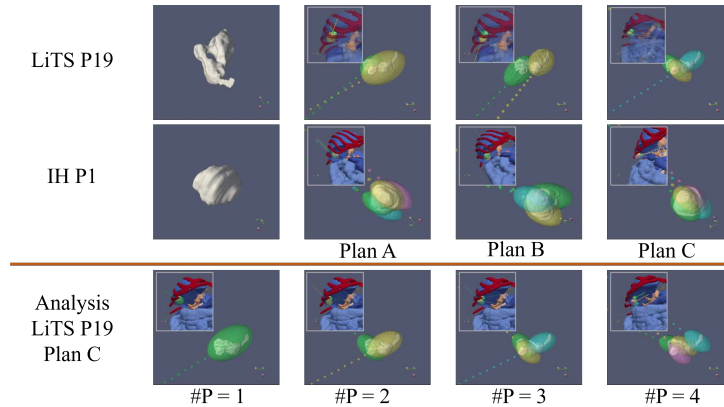 LiTS P19
IH P1
Plan A
Plan B
Plan C
Analysis
LiTS P19
Plan C
#P = 1
#P = 2
#P = 3
#P = 4